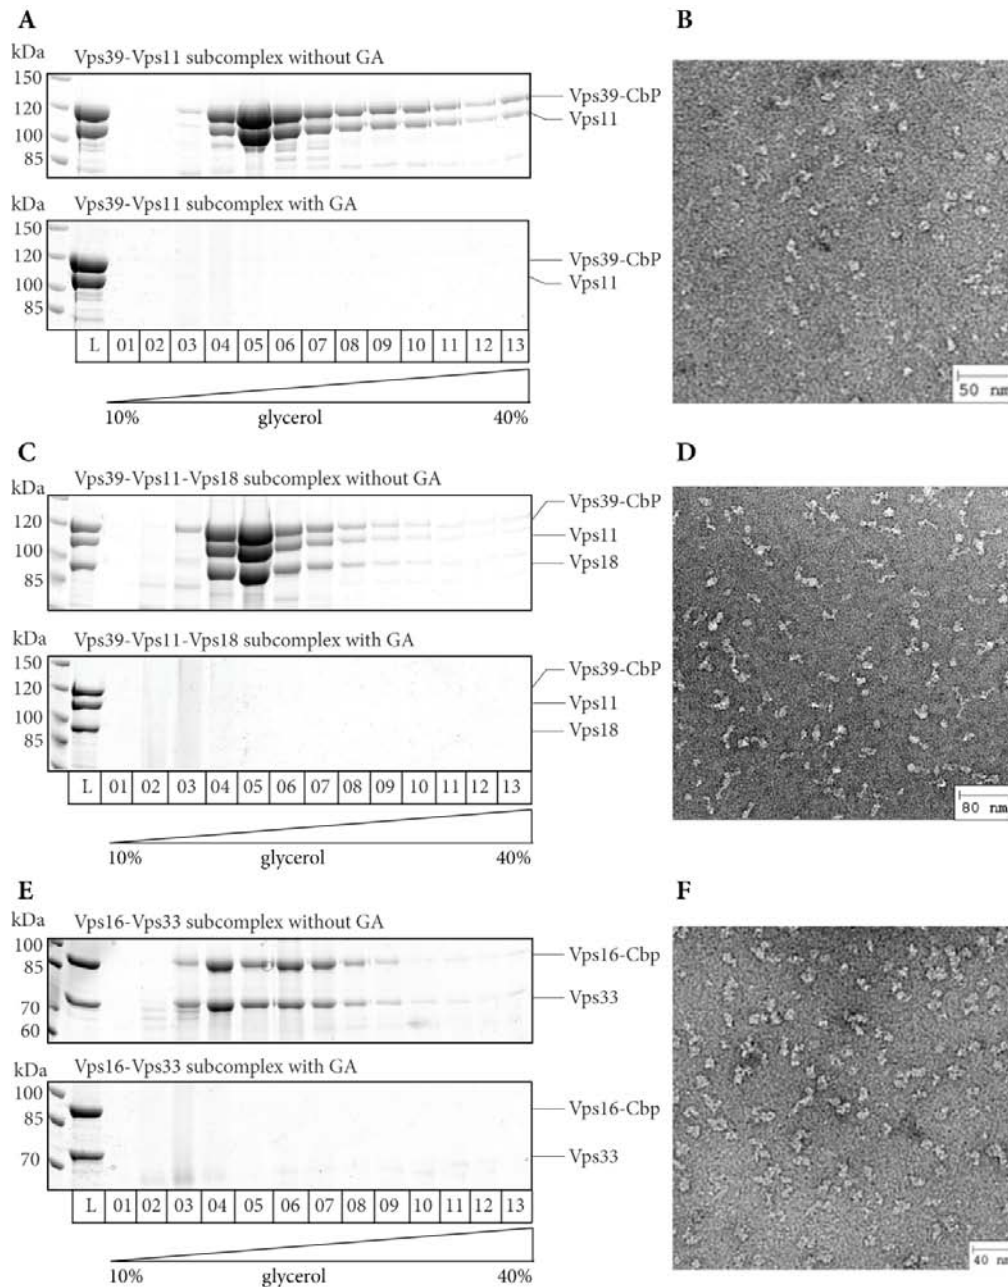 A
kDa
Vps39-Vps11 subcomplex without GA
150
120
100
85
Vps39-CbP
Vps11
Vps39-Vps11 subcomplex with GA
150
120
100
85
Vps39-CbP
Vps11
L 01 02 03 04 05 06 07 08 09 10 11 12 13
10% glycerol 40%
B
50 nm
C
kDa
Vps39-Vps11-Vps18 subcomplex without GA
120
100
85
Vps39-CbP
Vps11
Vps18
kDa
Vps39-Vps11-Vps18 subcomplex with GA
150
120
100
85
Vps39-CbP
Vps11
Vps18
L 01 02 03 04 05 06 07 08 09 10 11 12 13
10% glycerol 40%
D
80 nm
E
kDa
Vps16-Vps33 subcomplex without GA
100
85
70
60
Vps16-Cbp
Vps33
kDa
Vps16-Vps33 subcomplex with GA
100
85
70
Vps16-Cbp
Vps33
L 01 02 03 04 05 06 07 08 09 10 11 12 13
10% glycerol 40%
F
40 nm